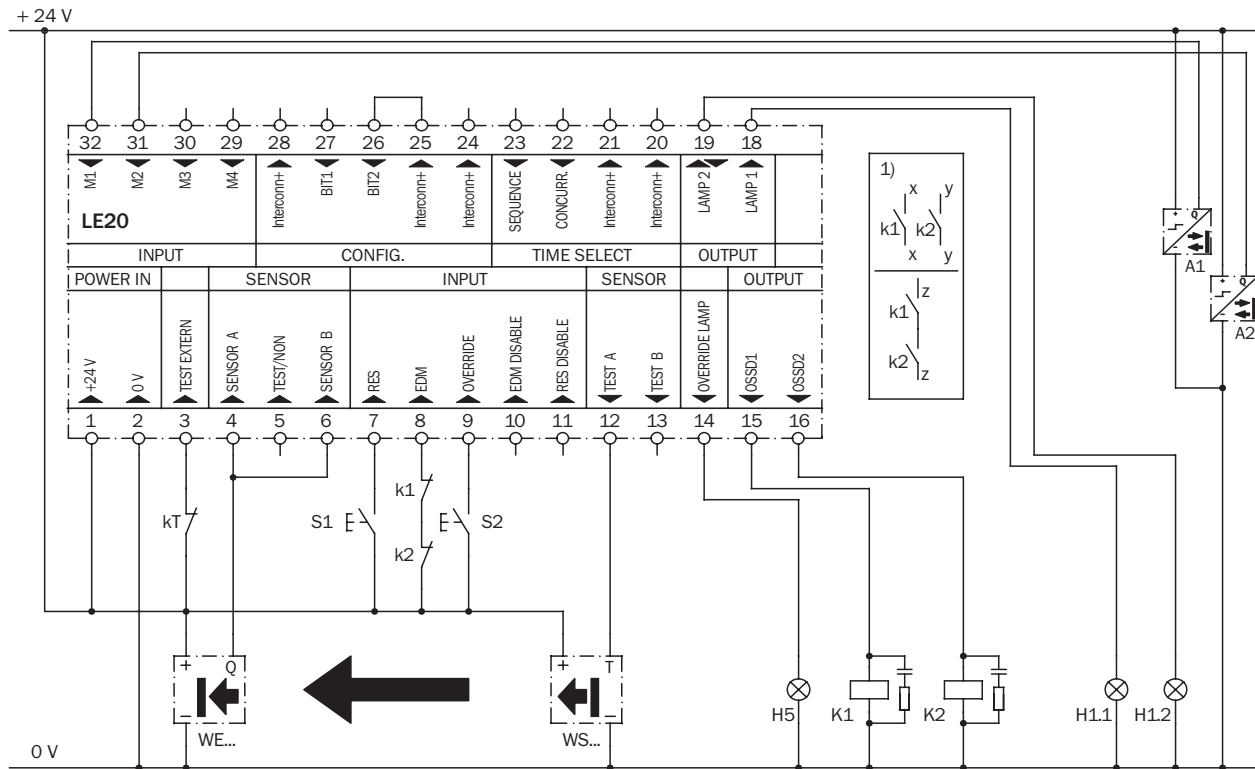 + 24 V
32 31 30 29 28 27 26 25 24 23 22 21 20 19 18
M1 M2 M3 M4 Interconn+ BIT1 BIT2 Interconn+ Interconn+ SEQUENCE CONCURR. Interconn+ Interconn+ LAMP 2 LAMP 1
LE20
INPUT CONFIG. TIME SELECT OUTPUT
POWER IN SENSOR INPUT SENSOR OUTPUT
+24 V 0 V TEST EXTERN SENSOR A TEST/NON SENSOR B RES EDM OVERRIDE EDM DISABLE RES DISABLE TEST A TEST B OVERRIDE LAMP OSSD1 OSSD2
1 2 3 4 5 6 7 8 9 10 11 12 13 14 15 16
1)
x y
k1 k2
x y
z
k1
k2
z
+ Q
-
A1
+ Q
-
A2
kT S1 k1 S2
k2
+ Q
−
WE...
+ T
−
WS...
H5 K1 K2 H1.1 H1.2
0 V